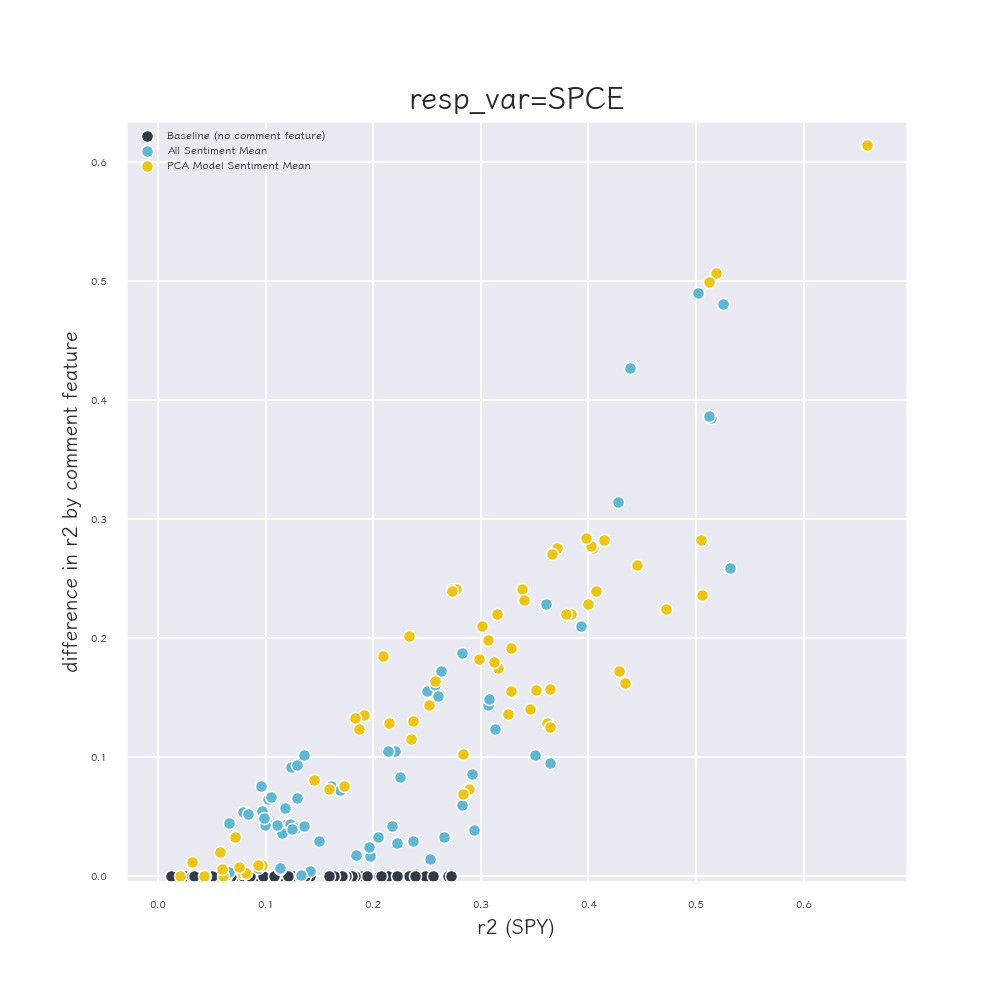 resp_var=SPCE
Baseline (no comment feature)
All Sentiment Mean
PCA Model Sentiment Mean
difference in r2 by comment feature
0.6
0.5
0.4
0.3
0.2
0.1
0.0
0.0 0.1 0.2 0.3 0.4 0.5 0.6
r2 (SPY)